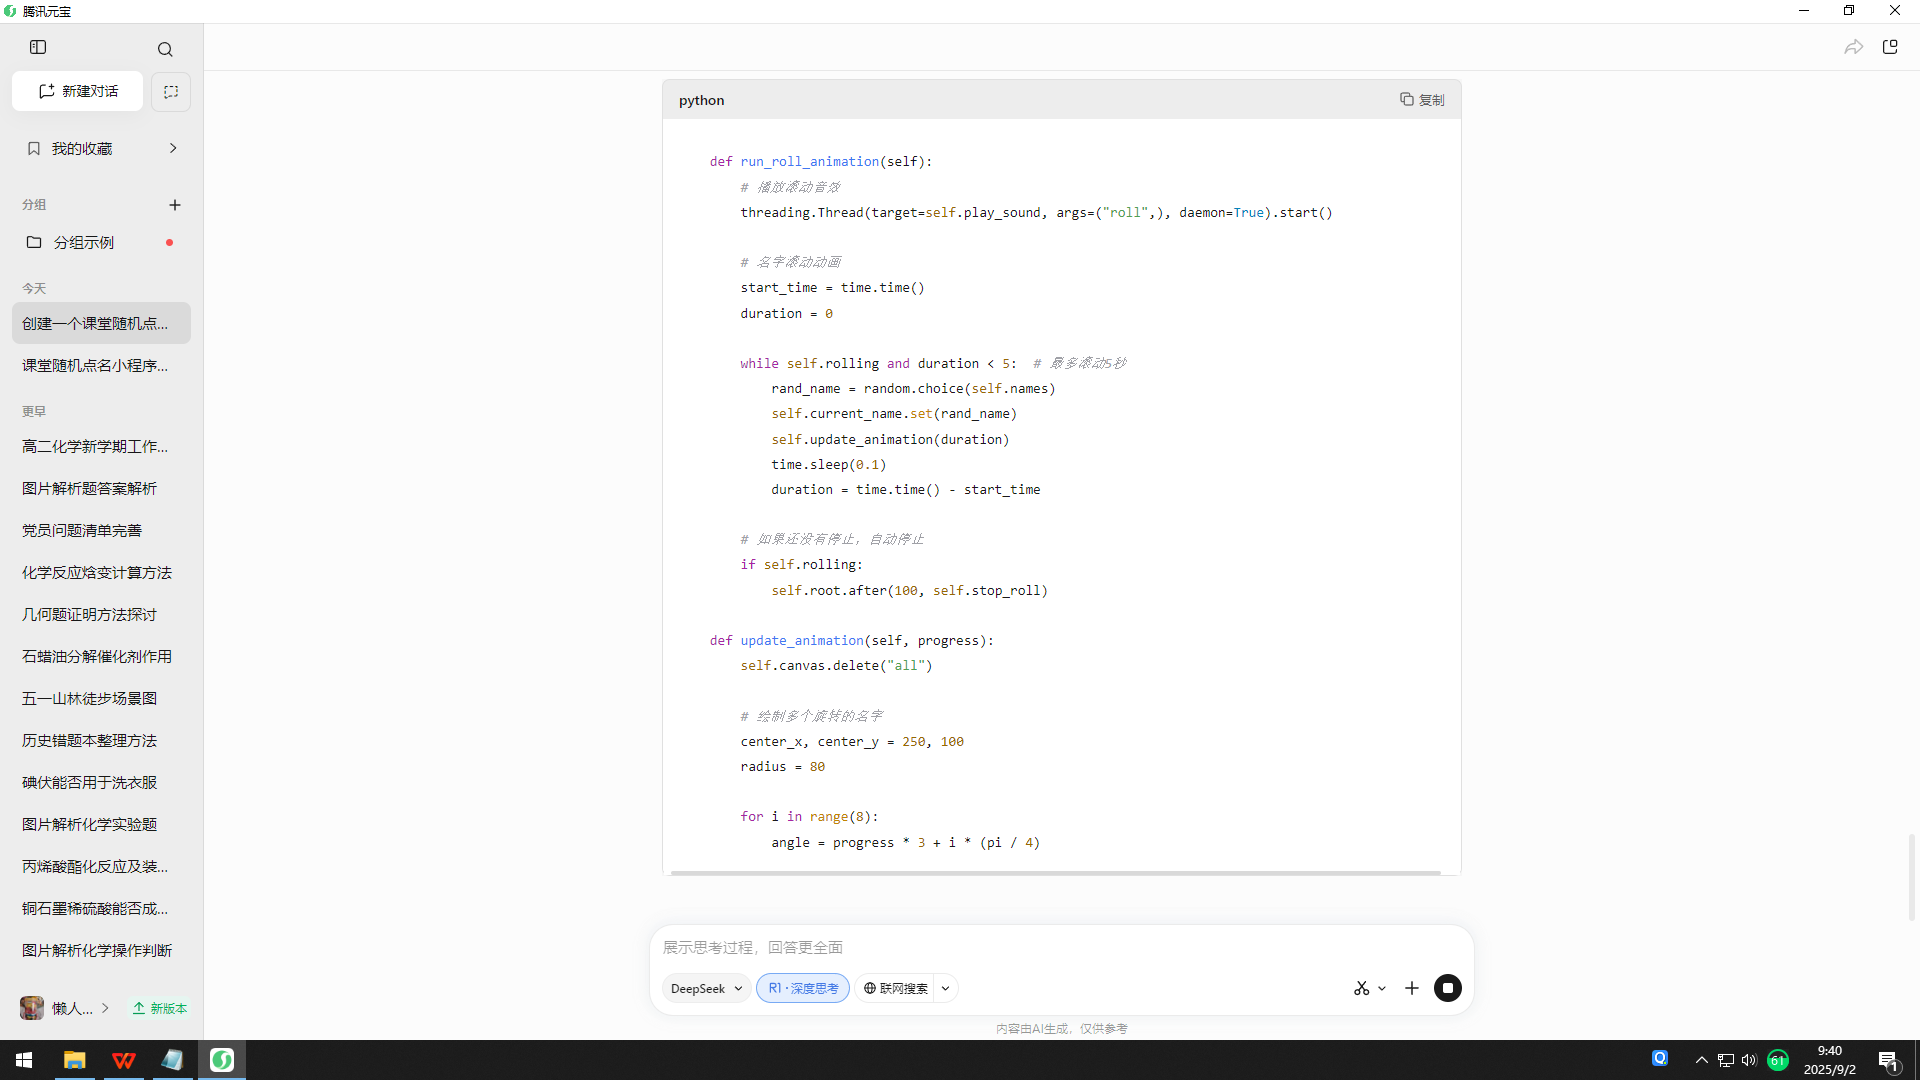 腾讯元宝
新建对话
我的收藏
分组
分组示例
今天
创建一个课堂随机点...
课堂随机点名小程序...
更早
高二化学新学期工作...
图片解析题答案解析
党员问题清单完善
化学反应焓变计算方法
几何题证明方法探讨
石蜡油分解催化剂作用
五一山林徒步场景图
历史错题本整理方法
碘伏能否用于洗衣服
图片解析化学实验题
丙烯酸酯化反应及装...
铜石墨稀硫酸能否成...
图片解析化学操作判断
懒人...
新版本
python
复制
def run_roll_animation(self):
# 播放滚动音效
threading.Thread(target=self.play_sound, args=("roll",), daemon=True).start()
# 名字滚动动画
start_time = time.time()
duration = 0
while self.rolling and duration < 5:  # 最多滚动5秒
rand_name = random.choice(self.names)
self.current_name.set(rand_name)
self.update_animation(duration)
time.sleep(0.1)
duration = time.time() - start_time
# 如果还没有停止，自动停止
if self.rolling:
self.root.after(100, self.stop_roll)
def update_animation(self, progress):
self.canvas.delete("all")
# 绘制多个旋转的名字
center_x, center_y = 250, 100
radius = 80
for i in range(8):
angle = progress * 3 + i * (pi / 4)
展示思考过程，回答更全面
DeepSeek
R1 · 深度思考
联网搜索
内容由AI生成，仅供参考
61
9:40
2025/9/2
1